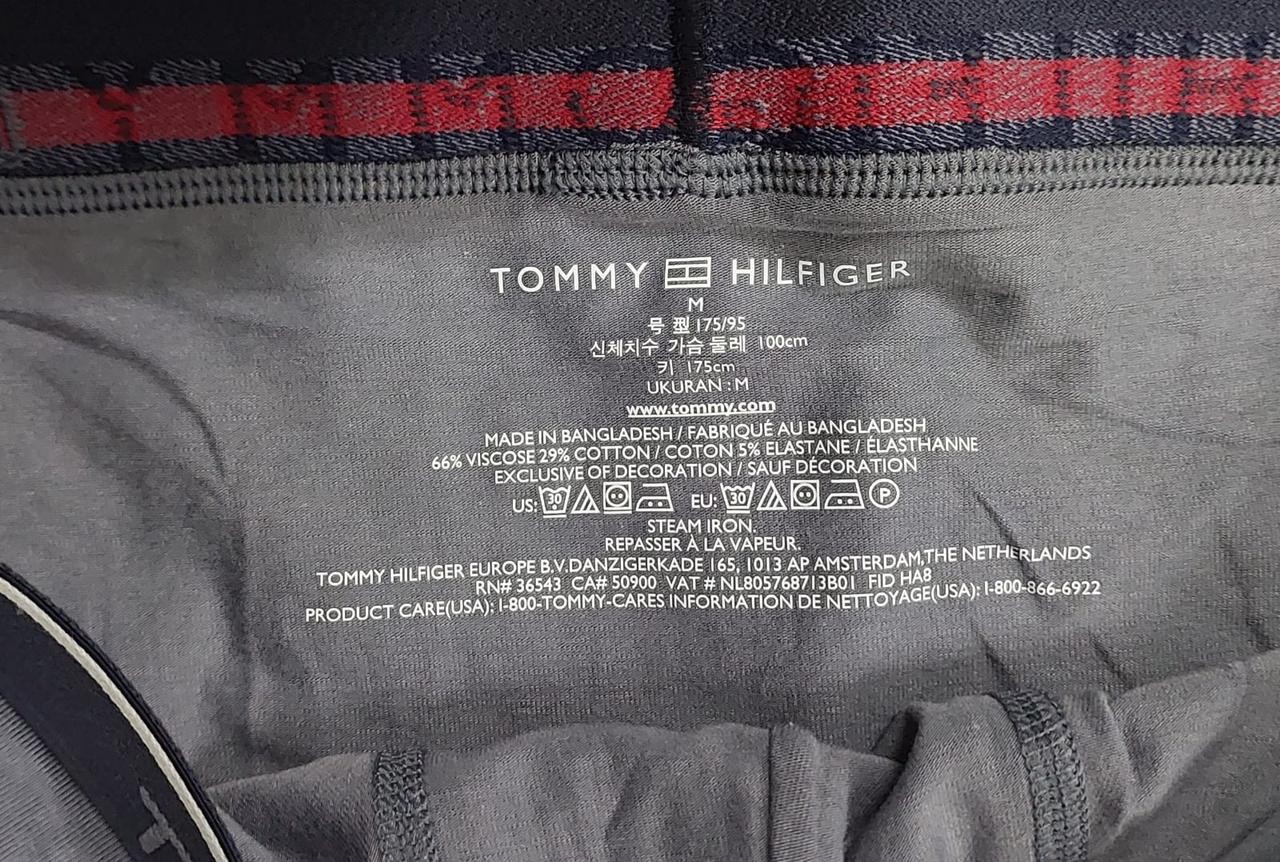 TOMMY HILFIGER
M
号 型 175/95
신체치수 가슴 둘레 100cm
키 175cm
UKURAN : M
www.tommy.com
MADE IN BANGLADESH / FABRIQUÉ AU BANGLADESH
66% VISCOSE 29% COTTON / COTON 5% ELASTANE / ÉLASTHANNE
EXCLUSIVE OF DECORATION / SAUF DÉCORATION
US: 30 EU: 30 P
STEAM IRON.
REPASSER À LA VAPEUR.
TOMMY HILFIGER EUROPE B.V.DANZIGERKADE 165, 1013 AP AMSTERDAM,THE NETHERLANDS
RN# 36543 CA# 50900 VAT # NL805768713B01 FID HA8
PRODUCT CARE(USA); 1-800-TOMMY-CARES INFORMATION DE NETTOYAGE(USA): 1-800-866-6922